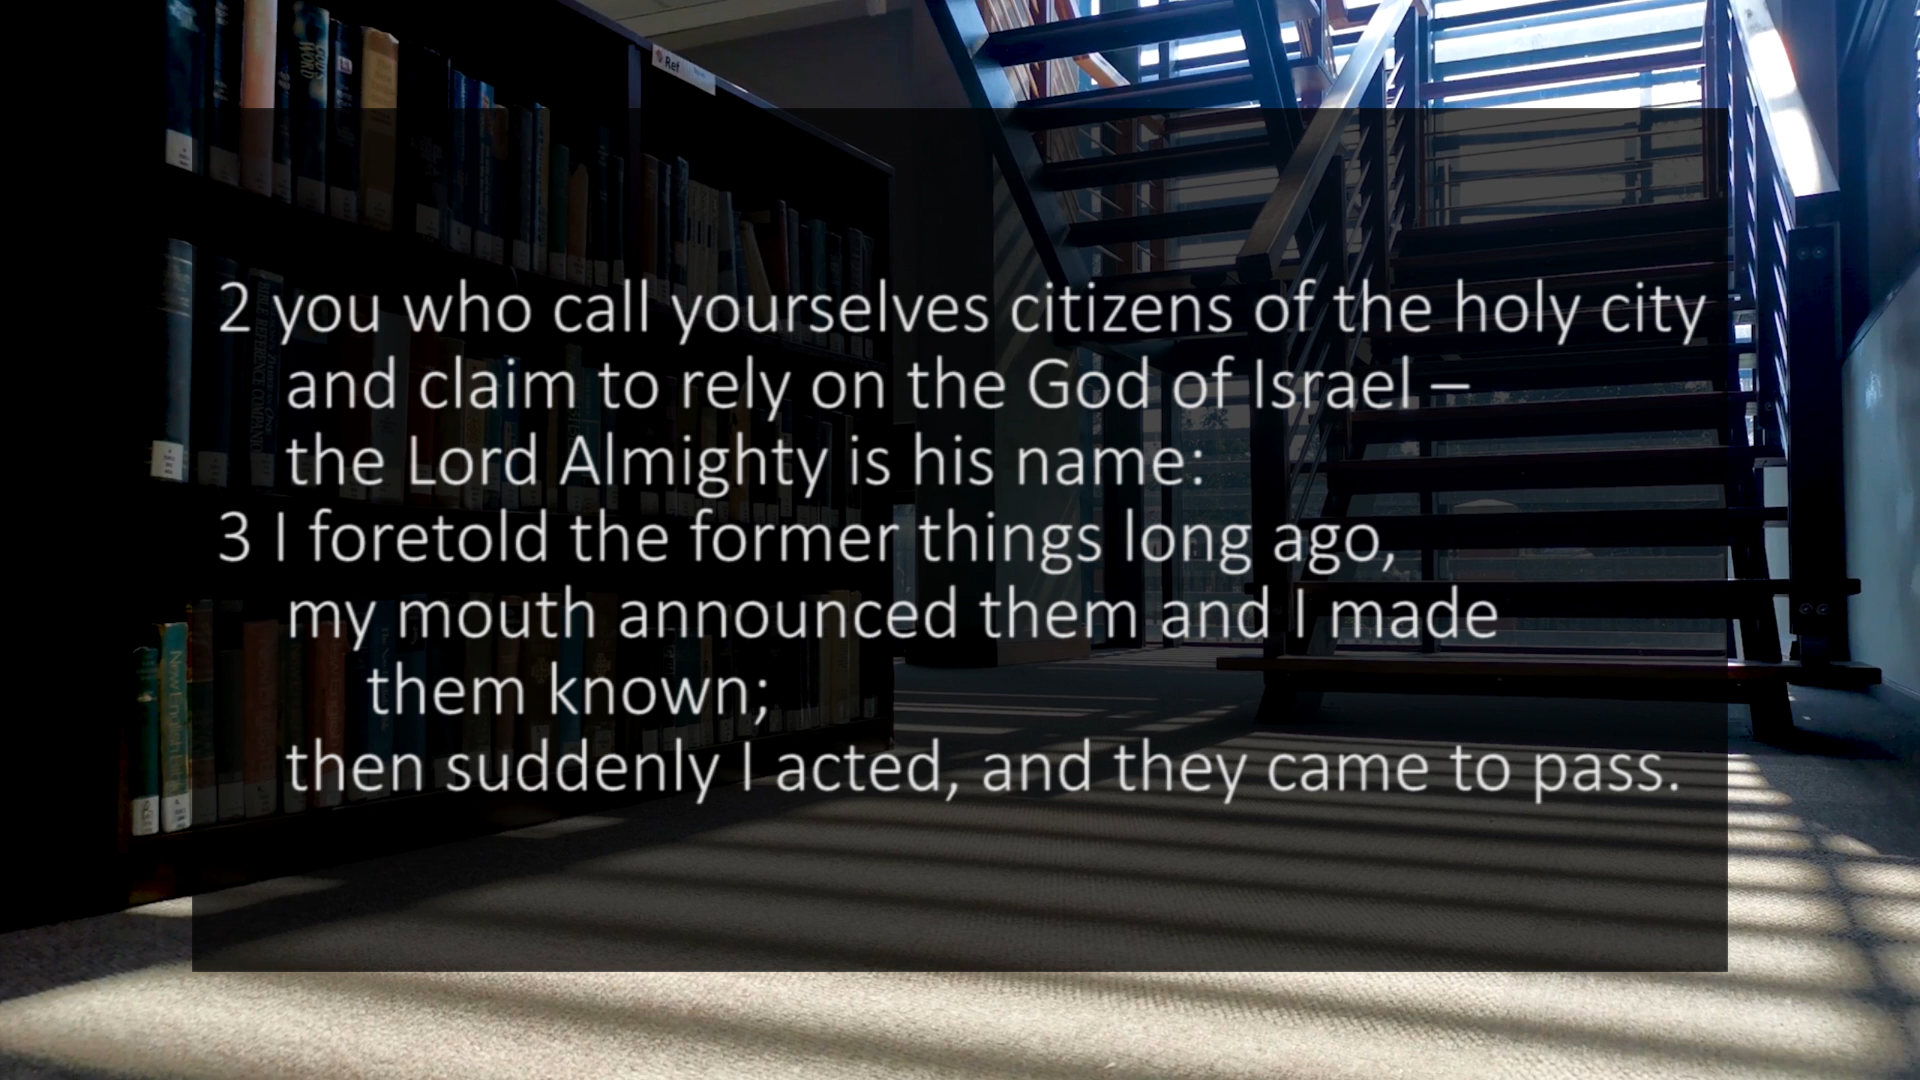 WORD
Ref
2 you who call yourselves citizens of the holy city
and claim to rely on the God of Israel –
the Lord Almighty is his name:
3 I foretold the former things long ago,
my mouth announced them and I made
them known;
then suddenly I acted, and they came to pass.